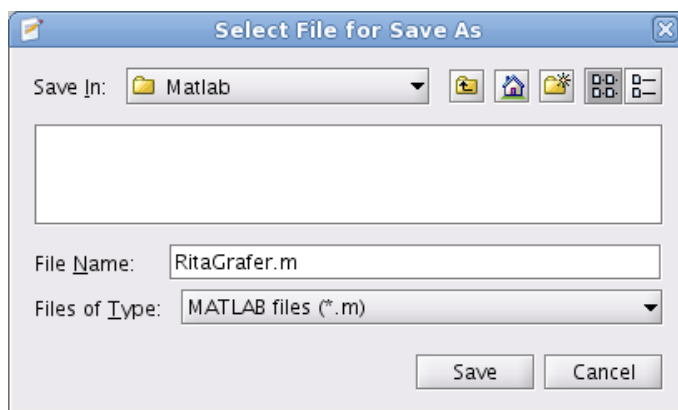 Select File for Save As
Save In: Matlab
File Name: RitaGrafer.m
Files of Type: MATLAB files (*.m)
Save Cancel